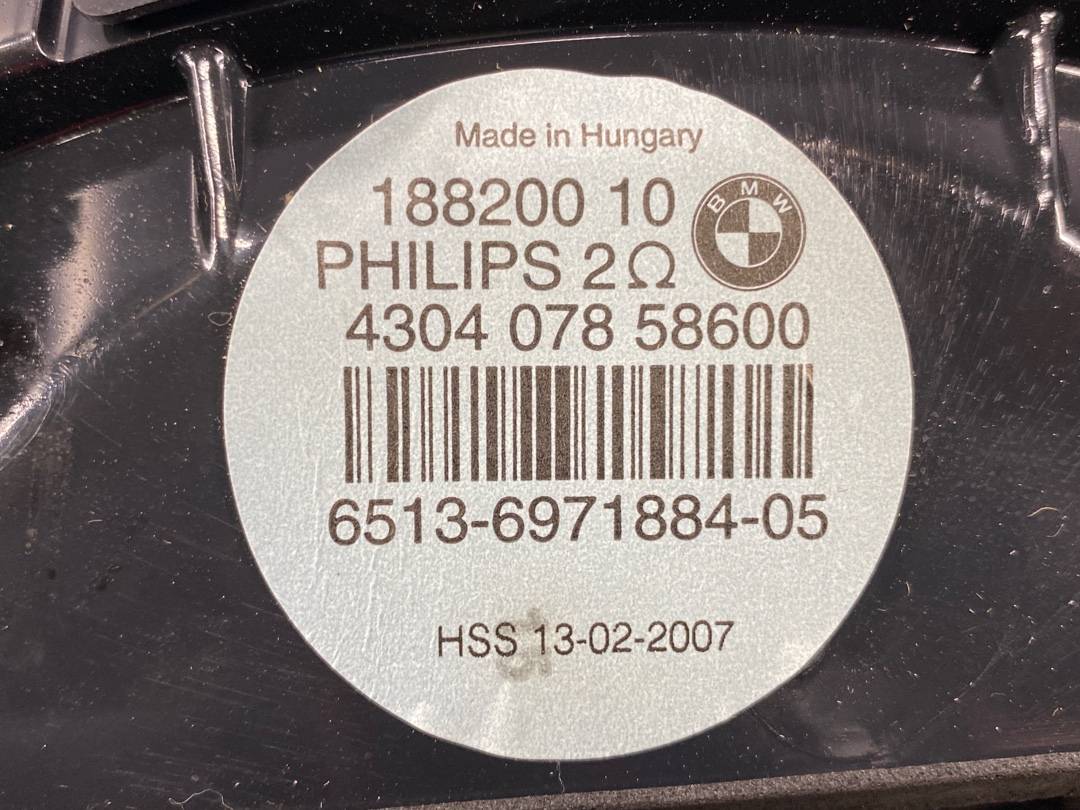 Made in Hungary
188200 10
BMW
PHILIPS 2Ω
4304 078 58600
6513-6971884-05
HSS 13-02-2007